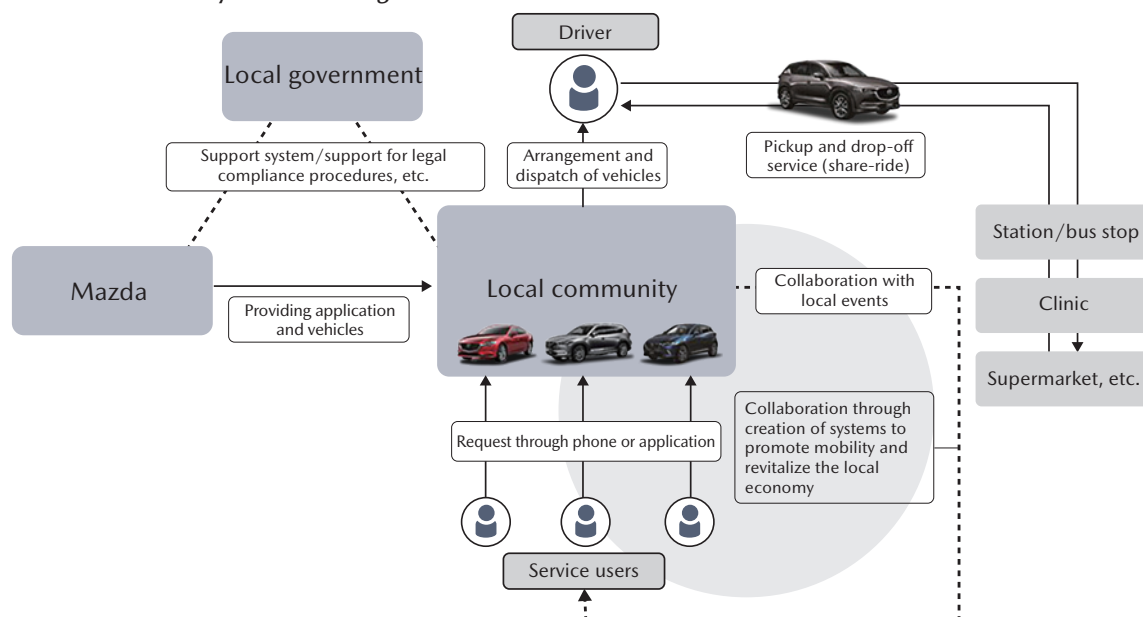 Driver
Local government
Support system/support for legal
compliance procedures, etc.
Arrangement and
dispatch of vehicles
Pickup and drop-off
service (share-ride)
Station/bus stop
Mazda
Providing application
and vehicles
Local community
Collaboration with
local events
Clinic
Supermarket, etc.
Request through phone or application
Collaboration through
creation of systems to
promote mobility and
revitalize the local
economy
Service users